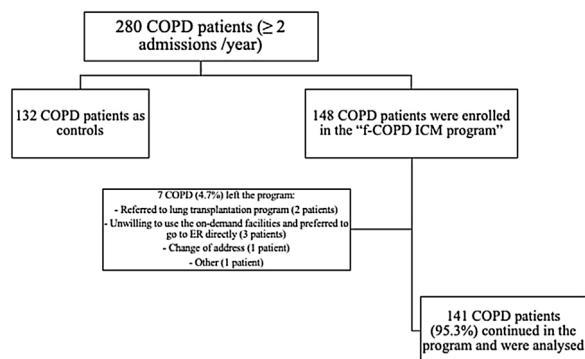 280 COPD patients (≥ 2
admissions /year)
132 COPD patients as
controls
148 COPD patients were enrolled
in the “f-COPD ICM program”
7 COPD (4.7%) left the program:
- Referred to lung transplantation program (2 patients)
- Unwilling to use the on-demand facilities and preferred to
go to ER directly (3 patients)
- Change of address (1 patient)
- Other (1 patient)
141 COPD patients
(95.3%) continued in the
program and were analysed